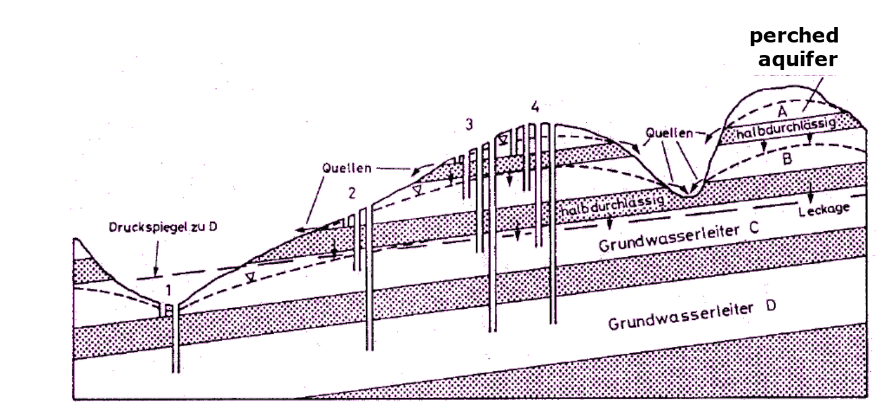 perched
aquifer
4
3
A
Quellen
halbdurchlässig
B
Quellen
2
halbdurchlässig
Leckage
Druckspiegel zu D
Grundwasserleiter C
1
Grundwasserleiter D